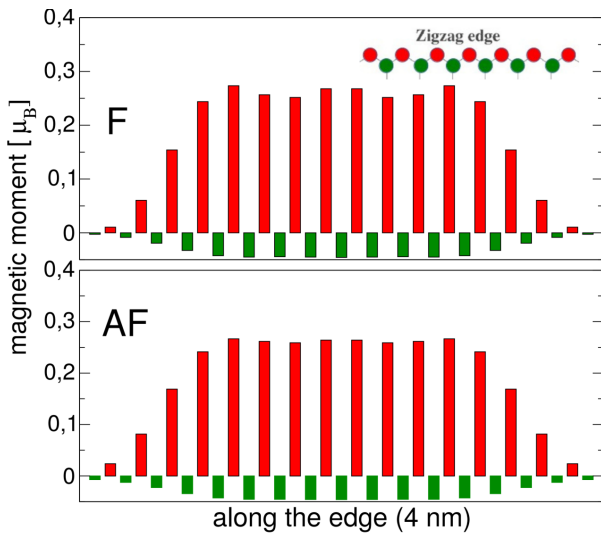 0,4
Zigzag edge
0,3
0,2
F
0,1
0
0,4
AF
0,3
0,2
0,1
0
magnetic moment [ μB]
along the edge (4 nm)